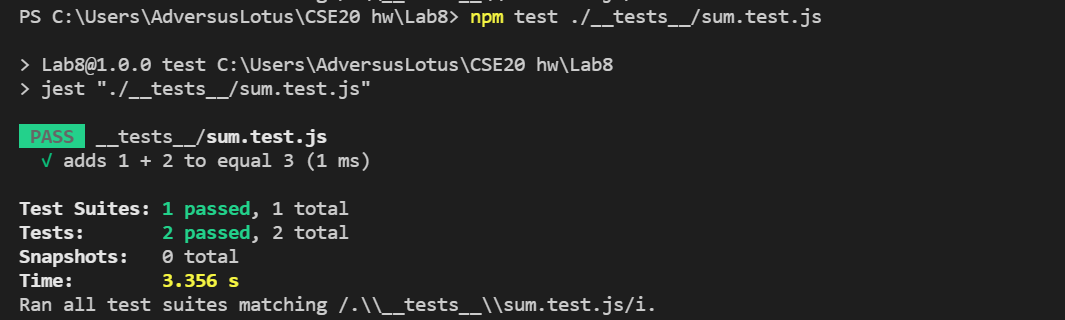 PS C:\Users\AdversusLotus\CSE20 hw\Lab8> npm test ./__tests__/sum.test.js
> Lab8@1.0.0 test C:\Users\AdversusLotus\CSE20 hw\Lab8
> jest "./__tests__/sum.test.js"
PASS __tests__/sum.test.js
√ adds 1 + 2 to equal 3 (1 ms)
Test Suites: 1 passed, 1 total
Tests: 2 passed, 2 total
Snapshots: 0 total
Time: 3.356 s
Ran all test suites matching /.\\__tests__\\sum.test.js/i.